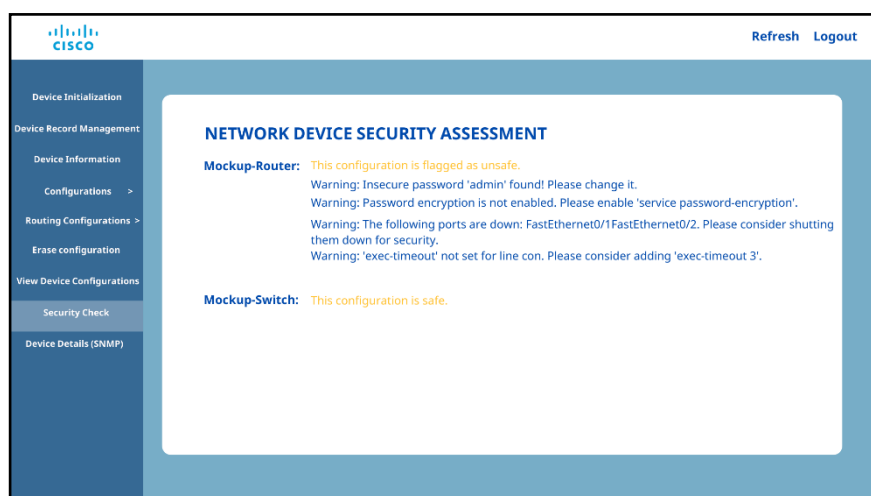 CISCO
Refresh Logout
Device Initialization
Device Record Management
Device Information
Configurations >
Routing Configurations >
Erase configuration
View Device Configurations
Security Check
Device Details (SNMP)
NETWORK DEVICE SECURITY ASSESSMENT
Mockup-Router: This configuration is flagged as unsafe.
Warning: Insecure password 'admin' found! Please change it.
Warning: Password encryption is not enabled. Please enable 'service password-encryption'.
Warning: The following ports are down: FastEthernet0/1FastEthernet0/2. Please consider shutting
them down for security.
Warning: 'exec-timeout' not set for line con. Please consider adding 'exec-timeout 3'.
Mockup-Switch: This configuration is safe.